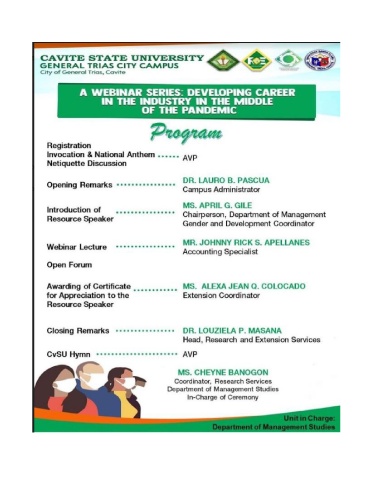 CAVITE STATE UNIVERSITY
GENERAL TRIAS CITY CAMPUS
City of General Trias, Cavite
A WEBINAR SERIES: DEVELOPING CAREER
IN THE INDUSTRY IN THE MIDDLE
OF THE PANDEMIC
Program
Registration
Invocation & National Anthem ...... AVP
Netiquette Discussion
Opening Remarks ................ DR. LAURO B. PASCUA
Campus Administrator
Introduction of
Resource Speaker ................ MS. APRIL G. GILE
Chairperson, Department of Management
Gender and Development Coordinator
Webinar Lecture ................ MR. JOHNNY RICK S. APELLANES
Accounting Specialist
Open Forum
Awarding of Certificate
for Appreciation to the
Resource Speaker ............ MS. ALEXA JEAN Q. COLOCADO
Extension Coordinator
Closing Remarks ................ DR. LOUZIELA P. MASANA
Head, Research and Extension Services
CvSU Hymn ................ AVP
MS. CHEYNE BANOGON
Coordinator, Research Services
Department of Management Studies
In-Charge of Ceremony
Unit in Charge:
Department of Management Studies